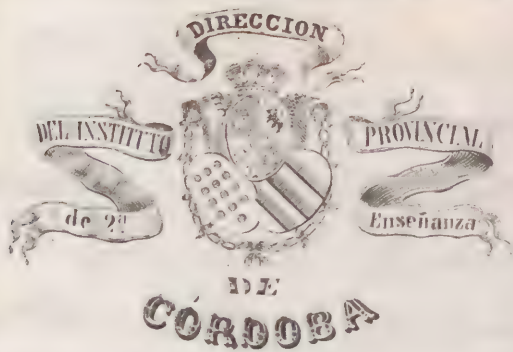 DIRECCION
DEL INSTITUTO PROVINCIAL
de 2ª Enseñanza
DE
CÓRDOBA